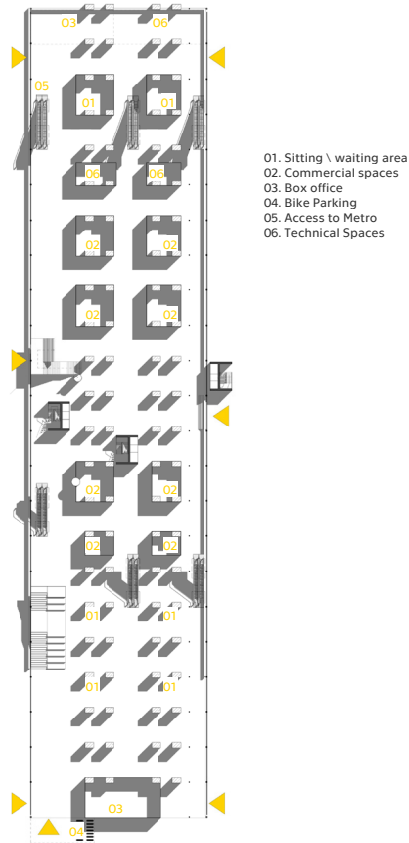 03 06
05
01 01
06 06
02 02
02 02
02 02
02 02
01 01
01 01
03
04
01. Sitting \ waiting area
02. Commercial spaces
03. Box office
04. Bike Parking
05. Access to Metro
06. Technical Spaces